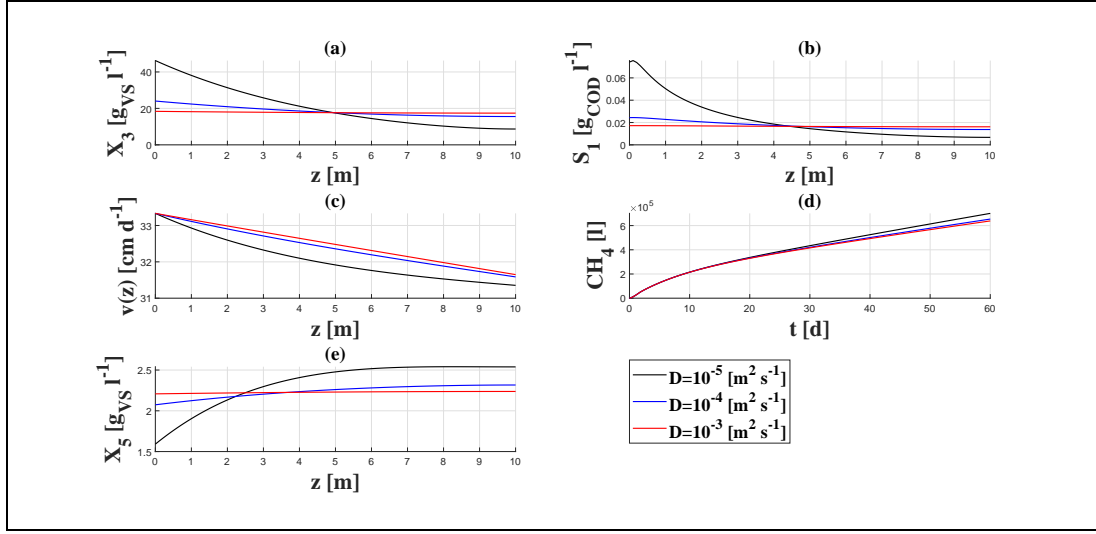 (a)
X3 [gVS l-1]
40
20
0
0 1 2 3 4 5 6 7 8 9 10
z [m]
(b)
S1 [gCOD l-1]
0.06
0.04
0.02
0
0 1 2 3 4 5 6 7 8 9 10
z [m]
(c)
v(z) [cm d-1]
33
32
31
0 1 2 3 4 5 6 7 8 9 10
z [m]
(d)
×10^5
CH4 [l]
6
4
2
0
0 10 20 30 40 50 60
t [d]
(e)
X5 [gVS l-1]
2.5
2
1.5
0 1 2 3 4 5 6 7 8 9 10
z [m]
D=10-5 [m2 s-1]
D=10-4 [m2 s-1]
D=10-3 [m2 s-1]